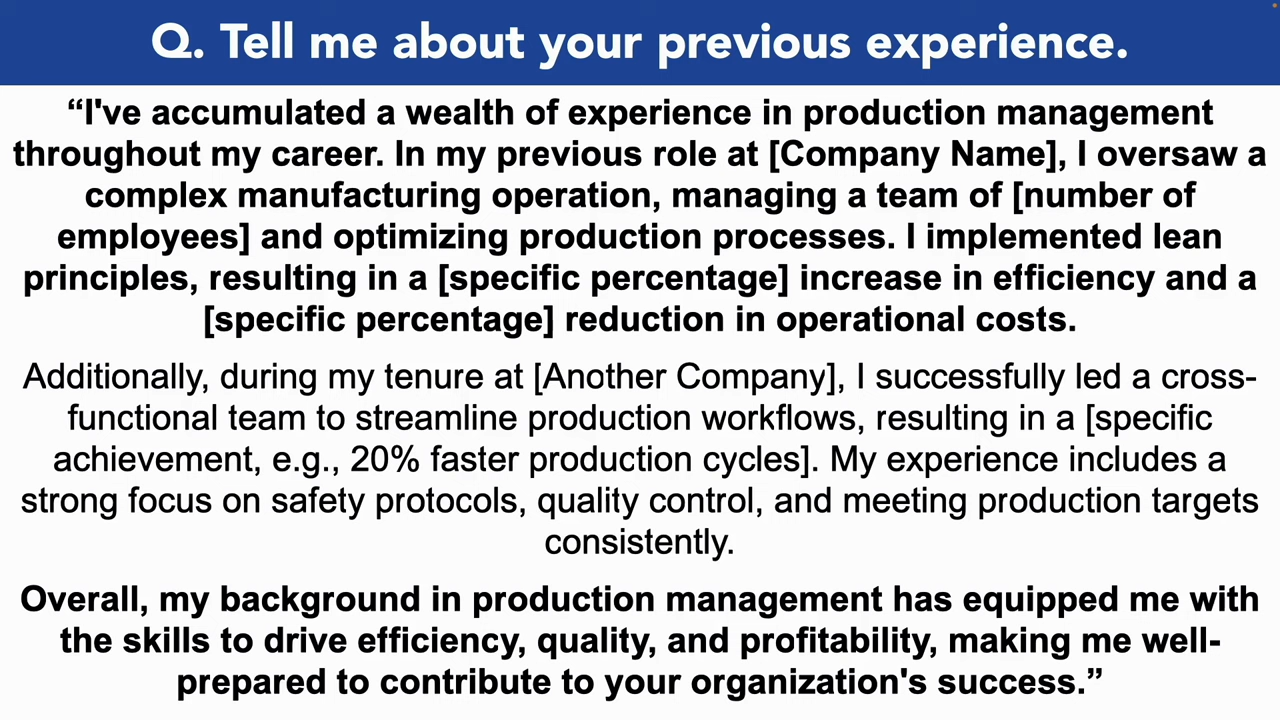 Q. Tell me about your previous experience.
“I've accumulated a wealth of experience in production management
throughout my career. In my previous role at [Company Name], I oversaw a
complex manufacturing operation, managing a team of [number of
employees] and optimizing production processes. I implemented lean
principles, resulting in a [specific percentage] increase in efficiency and a
[specific percentage] reduction in operational costs.
Additionally, during my tenure at [Another Company], I successfully led a cross-
functional team to streamline production workflows, resulting in a [specific
achievement, e.g., 20% faster production cycles]. My experience includes a
strong focus on safety protocols, quality control, and meeting production targets
consistently.
Overall, my background in production management has equipped me with
the skills to drive efficiency, quality, and profitability, making me well-
prepared to contribute to your organization's success.”